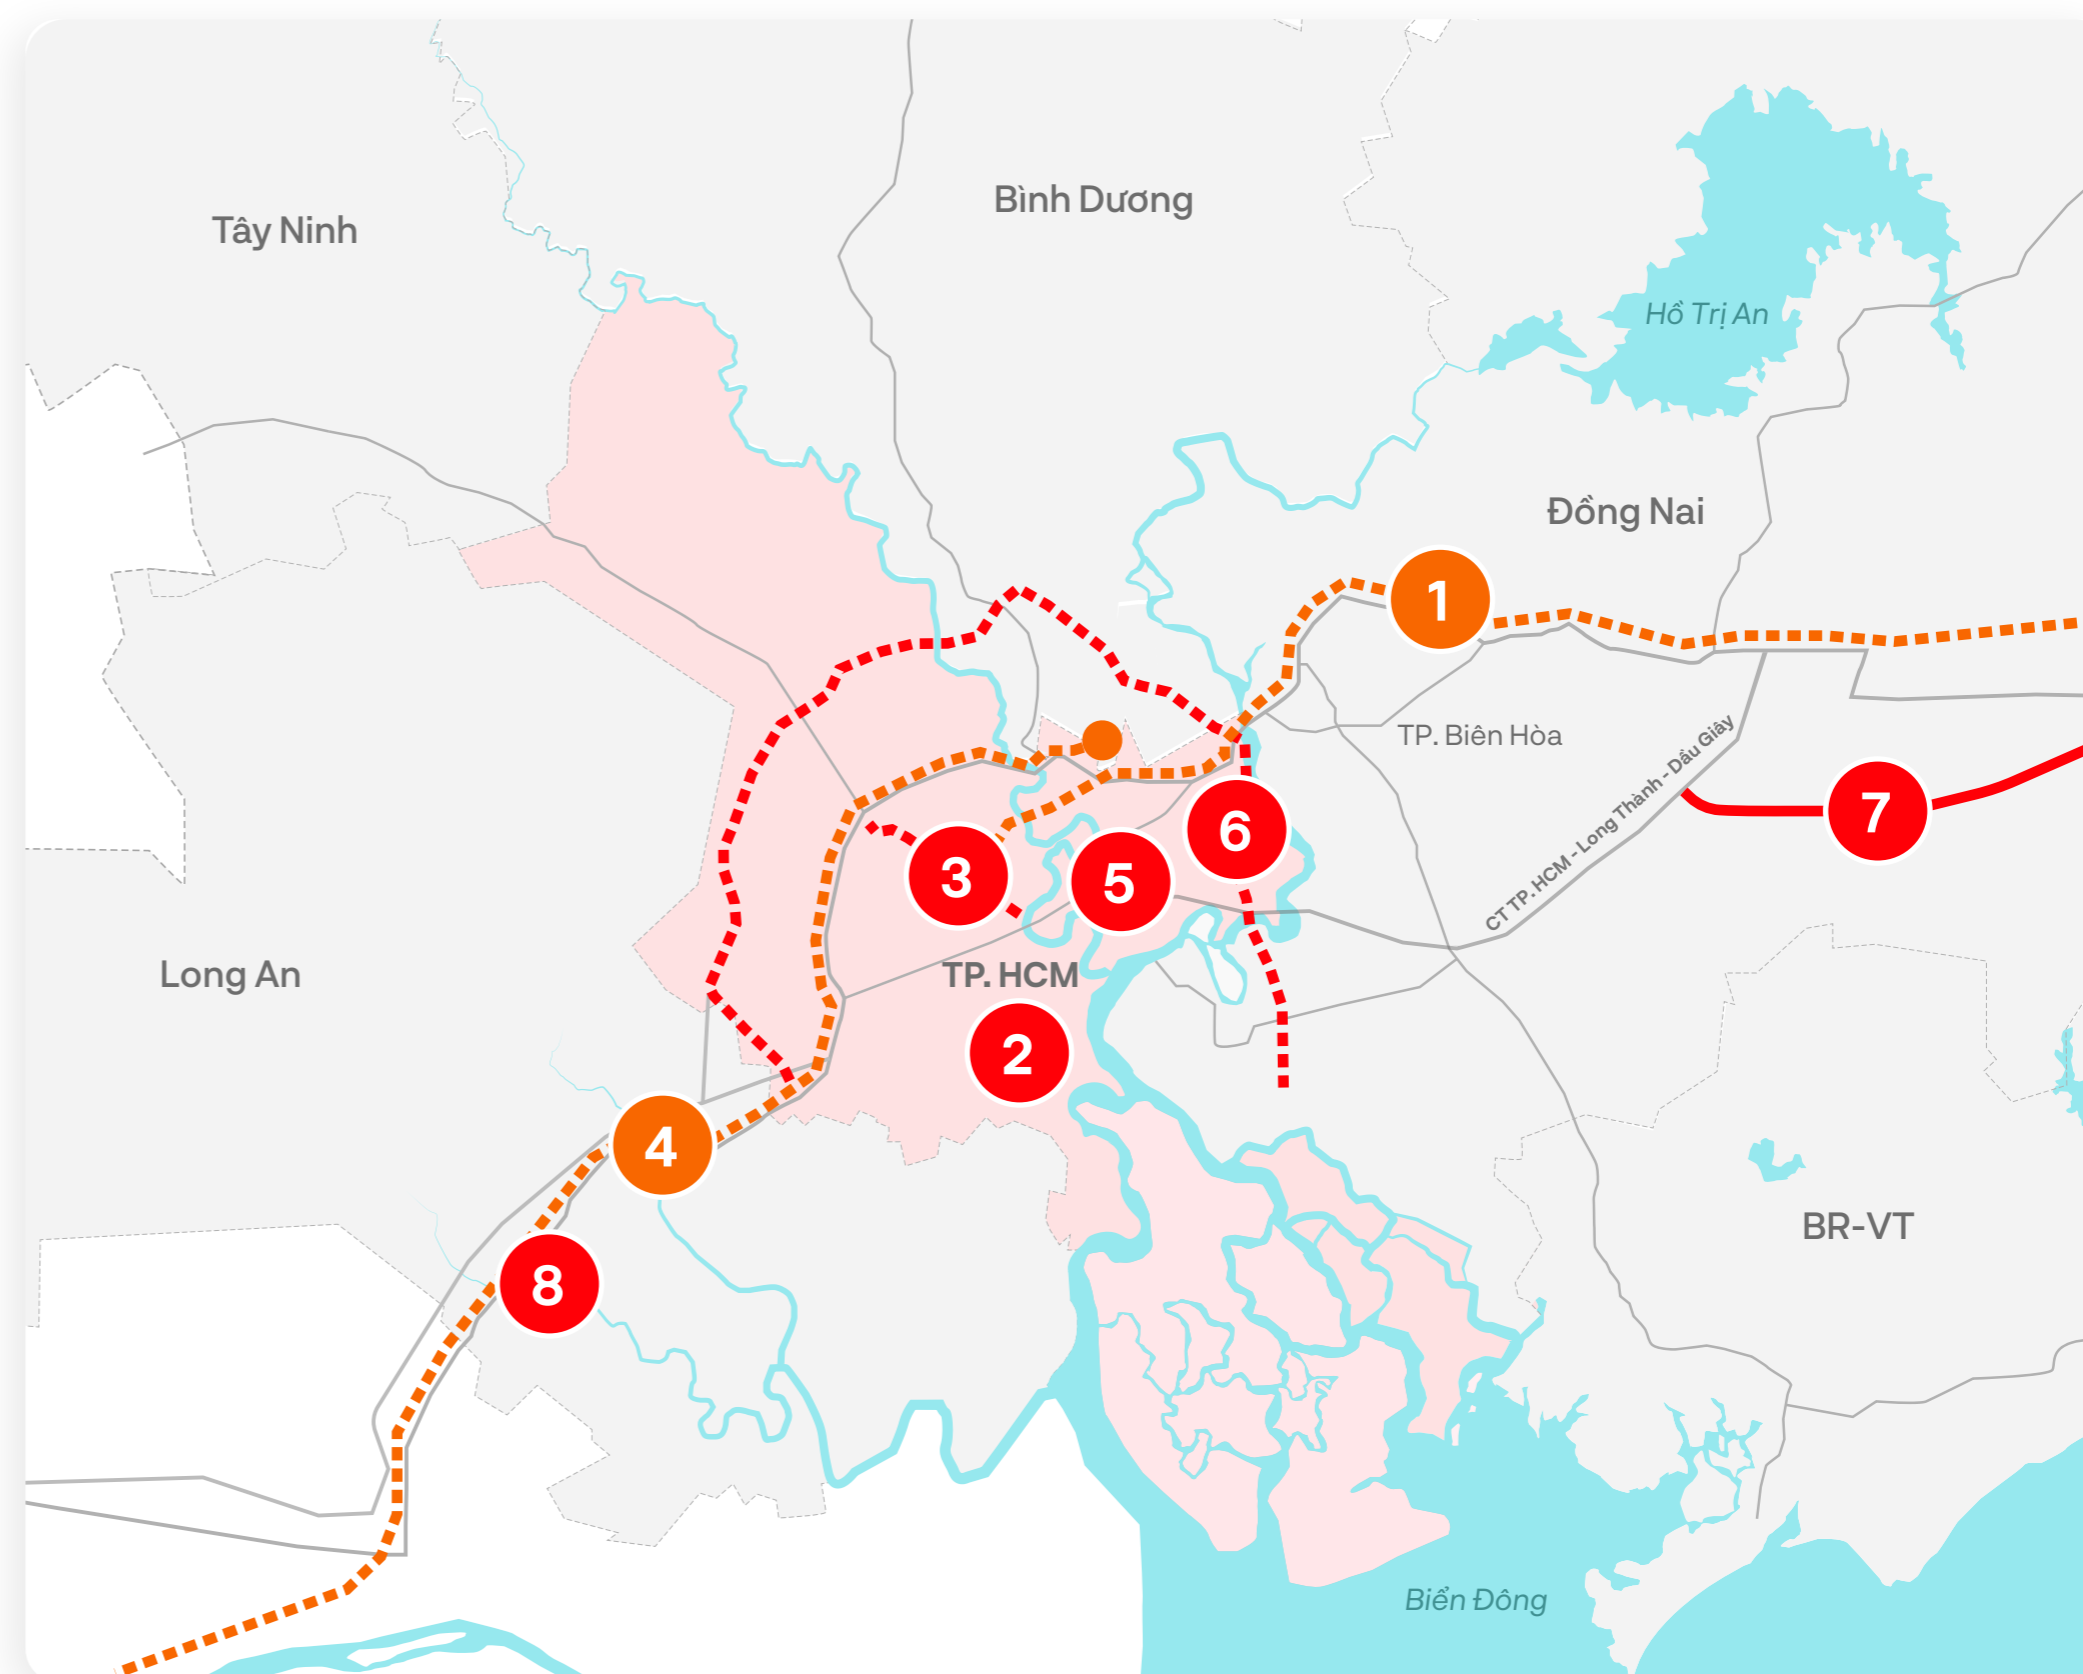 Bình Dương
Tây Ninh
Hồ Trị An
Đồng Nai
1
TP. Biên Hòa
CT TP. HCM - Long Thành - Dầu Giây
7
6
3
5
Long An
TP. HCM
2
4
BR-VT
8
Biển Đông